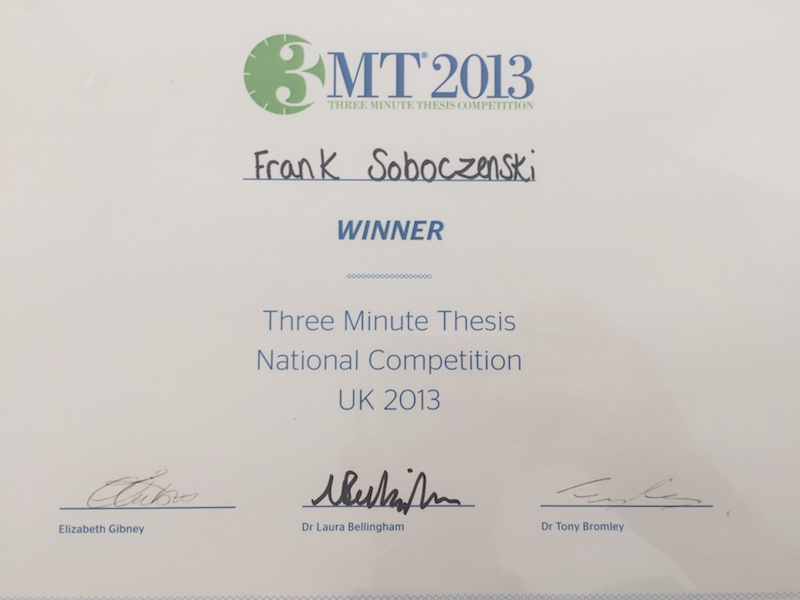 3MT® 2013
THREE MINUTE THESIS COMPETITION
Frank Soboczenski
WINNER
Three Minute Thesis
National Competition
UK 2013
Elizabeth Gibney
Dr Laura Bellingham
Dr Tony Bromley